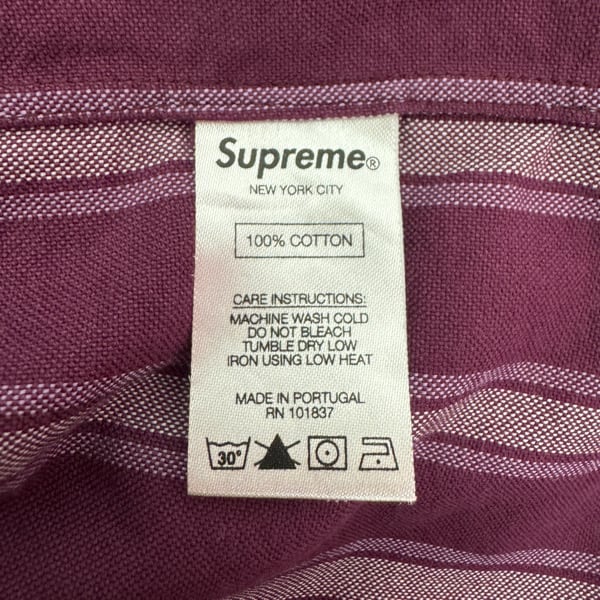 Supreme®
NEW YORK CITY
100% COTTON
CARE INSTRUCTIONS:
MACHINE WASH COLD
DO NOT BLEACH
TUMBLE DRY LOW
IRON USING LOW HEAT
MADE IN PORTUGAL
RN 101837
30°